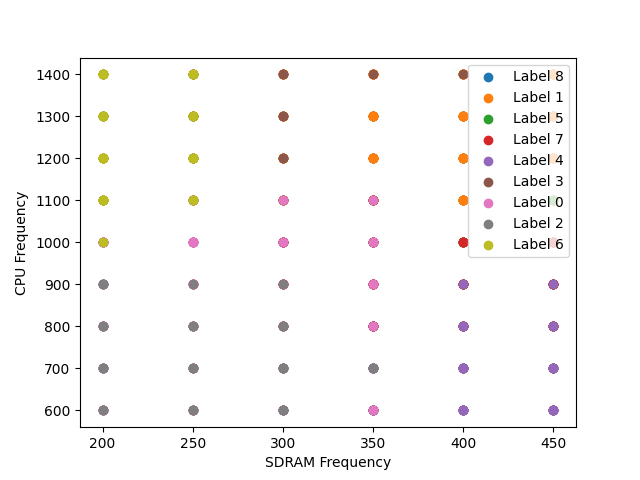 1400
1300
1200
1100
1000
900
800
700
600
CPU Frequency
200 250 300 350 400 450
SDRAM Frequency
Label 8
Label 1
Label 5
Label 7
Label 4
Label 3
Label 0
Label 2
Label 6